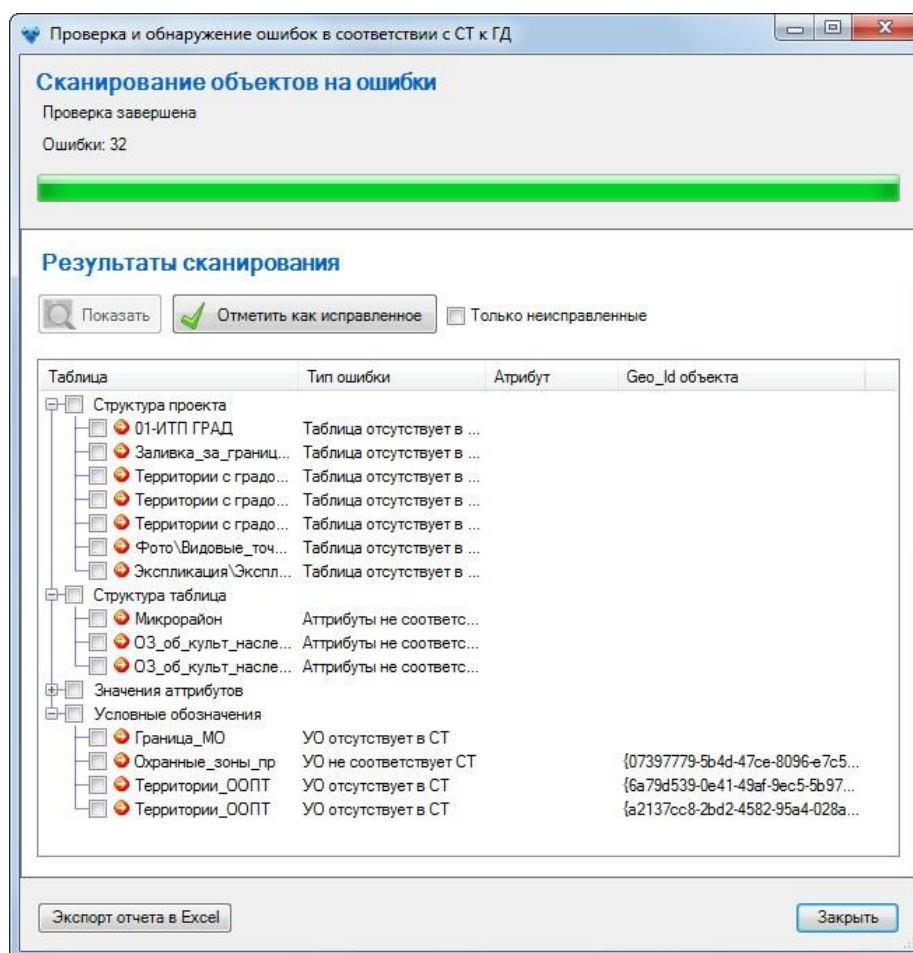 Проверка и обнаружение ошибок в соответствии с СТ к ГД
Сканирование объектов на ошибки
Проверка завершена
Ошибки: 32
Результаты сканирования
Показать Отметить как исправленное Только неисправленные
Таблица Тип ошибки Атрибут Geo_Id объекта
Структура проекта
01-ИТП ГРАД Таблица отсутствует в ...
Заливка_за_границ... Таблица отсутствует в ...
Территории с градо... Таблица отсутствует в ...
Территории с градо... Таблица отсутствует в ...
Территории с градо... Таблица отсутствует в ...
Фото\Видовые_точ... Таблица отсутствует в ...
Экспликация\Экспл... Таблица отсутствует в ...
Структура таблица
Микрорайон Аттрибуты не соответс...
ОЗ_об_культ_насле... Аттрибуты не соответс...
ОЗ_об_культ_насле... Аттрибуты не соответс...
Значения аттрибутов
Условные обозначения
Граница_МО УО отсутствует в СТ
Охранные_зоны_пр УО не соответствует СТ {07397779-5b4d-47ce-8096-e7c5...
Территории_ООПТ УО отсутствует в СТ {6a79d539-0e41-49af-9ec5-5b97...
Территории_ООПТ УО отсутствует в СТ {a2137cc8-2bd2-4582-95a4-028a...
Экспорт отчета в Excel Закрыть